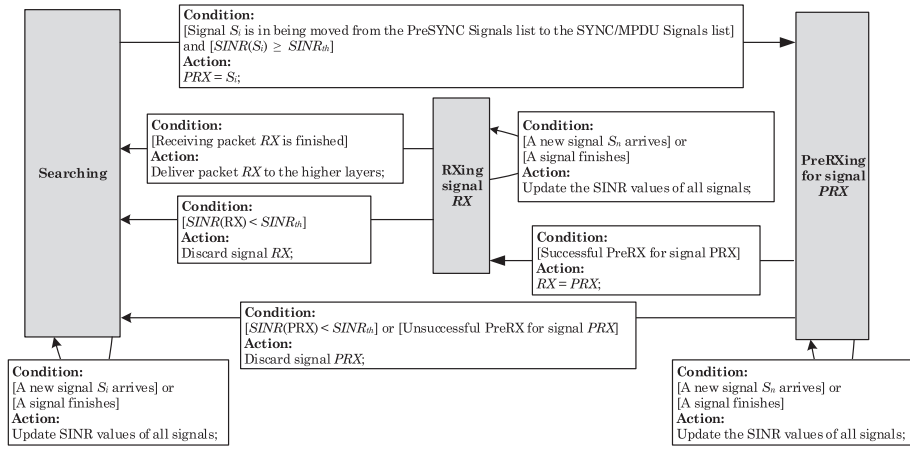 Condition:
[Signal Si is in being moved from the PreSYNC Signals list to the SYNC/MPDU Signals list]
and [SINR(Si) ≥ SINRth]
Action:
PRX = Si;
Searching
Condition:
[Receiving packet RX is finished]
Action:
Deliver packet RX to the higher layers;
RXing
signal
RX
Condition:
[A new signal Sn arrives] or
[A signal finishes]
Action:
Update the SINR values of all signals;
PreRXing
for signal
PRX
Condition:
[SINR(RX) < SINRth]
Action:
Discard signal RX;
Condition:
[Successful PreRX for signal PRX]
Action:
RX = PRX;
Condition:
[SINR(PRX) < SINRth] or [Unsuccessful PreRX for signal PRX]
Action:
Discard signal PRX;
Condition:
[A new signal Si arrives] or
[A signal finishes]
Action:
Update SINR values of all signals;
Condition:
[A new signal Sn arrives] or
[A signal finishes]
Action:
Update the SINR values of all signals;